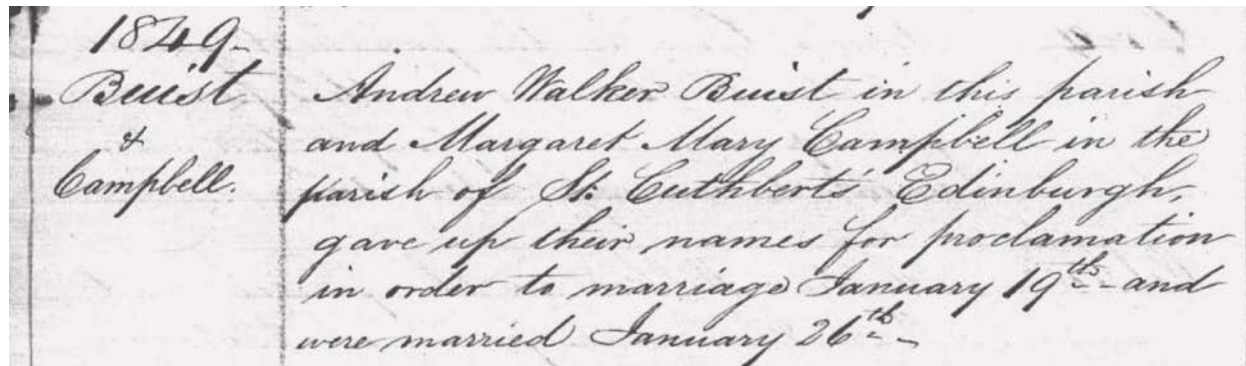 1849-
Buist
&
Campbell.
Andrew Walker Buist in this parish
and Margaret Mary Campbell in the
parish of St. Cuthbert's Edinburgh,
gave up their names for proclamation
in order to marriage January 19th- and
were married January 26th-